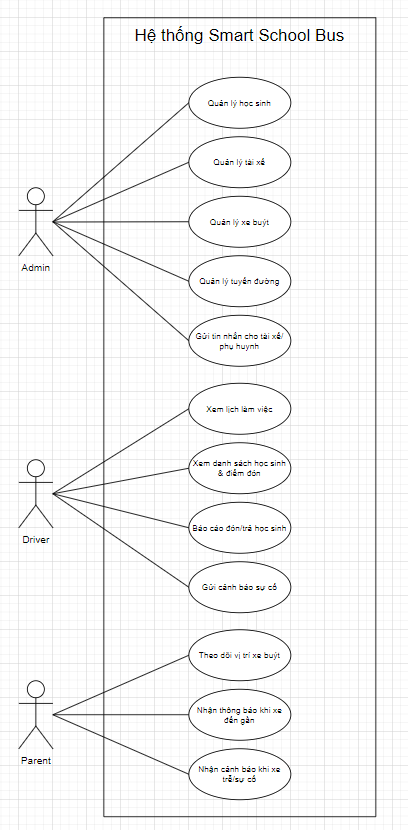 Hệ thống Smart School Bus
Quản lý học sinh
Quản lý tài xế
Quản lý xe buýt
Admin
Quản lý tuyến đường
Gửi tin nhắn cho tài xế/
phụ huynh
Xem lịch làm việc
Xem danh sách học sinh
& điểm đón
Driver
Báo cáo đón/trả học sinh
Gửi cảnh báo sự cố
Theo dõi vị trí xe buýt
Nhận thông báo khi xe
đến gần
Parent
Nhận cảnh báo khi xe
trễ/sự cố